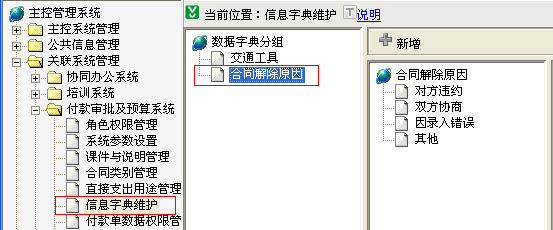 主控管理系统
主控系统管理
公共信息管理
关联系统管理
协同办公系统
培训系统
付款审批及预算系统
角色权限管理
系统参数设置
课件与说明管理
合同类别管理
直接支出用途管理
信息字典维护
付款单数据权限管
当前位置：信息字典维护 T说明
数据字典分组
交通工具
合同解除原因
新增
合同解除原因
对方违约
双方协商
因录入错误
其他